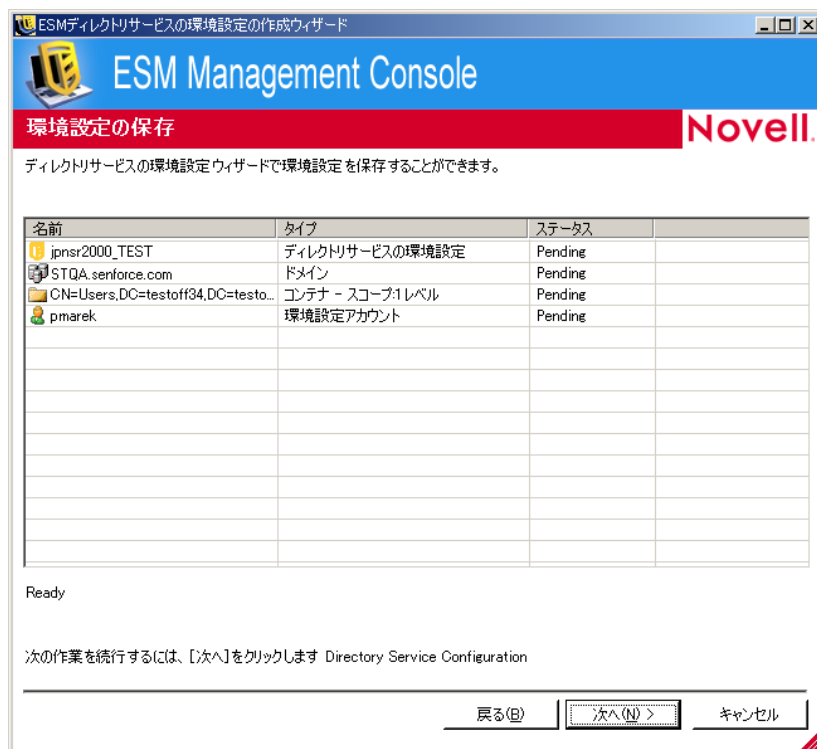 ESMディレクトリサービスの環境設定の作成ウィザード
ESM Management Console
環境設定の保存
Novell.
ディレクトリサービスの環境設定ウィザードで環境設定を保存することができます。
名前 タイプ ステータス
jpnsr2000_TEST ディレクトリサービスの環境設定 Pending
STQA.senforce.com ドメイン Pending
CN=Users,DC=testoff34,DC=testo... コンテナ - スコープ:1レベル Pending
pmarek 環境設定アカウント Pending
Ready
次の作業を続行するには、[次へ]をクリックします Directory Service Configuration
戻る(B) 次へ(N) > キャンセル